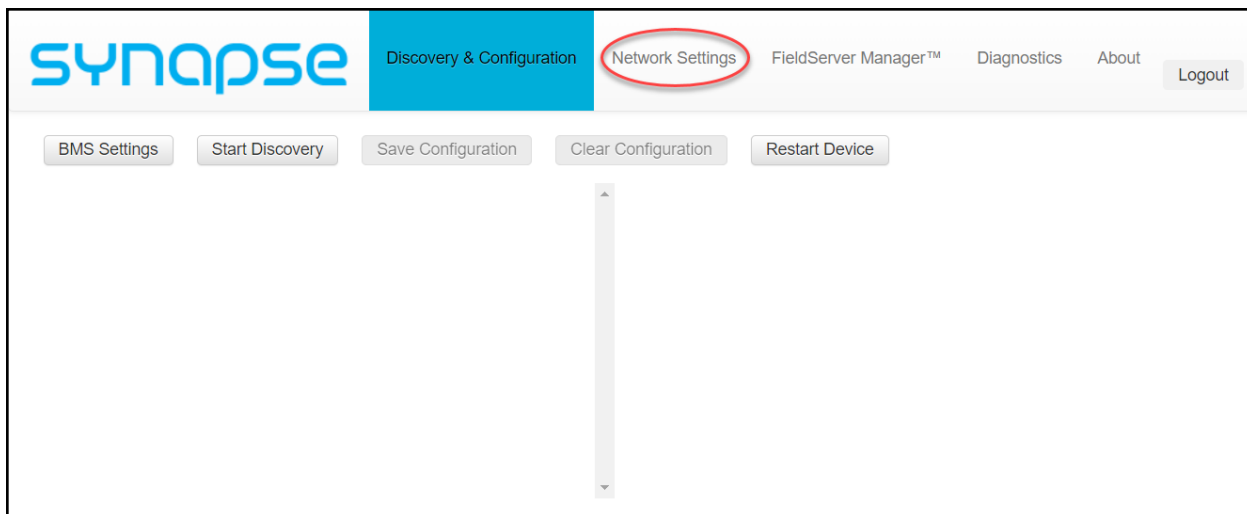 synapse
Discovery & Configuration
Network Settings
FieldServer Manager™
Diagnostics
About
Logout
BMS Settings
Start Discovery
Save Configuration
Clear Configuration
Restart Device